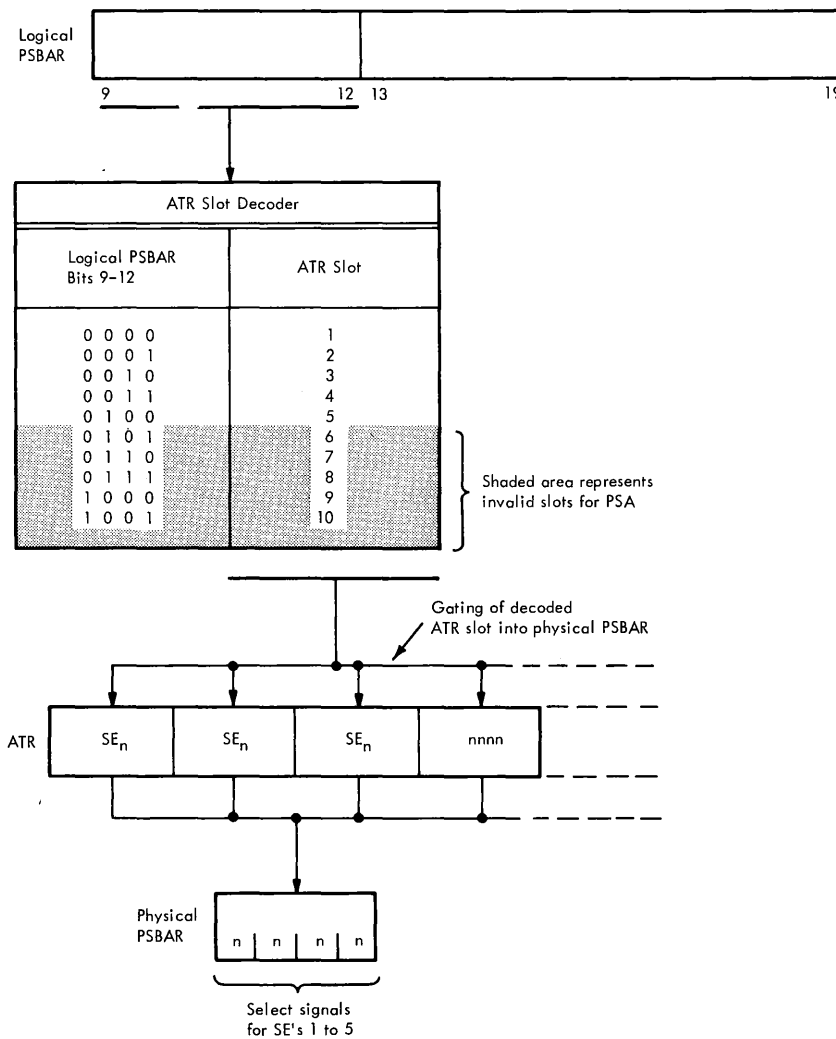 Logical
PSBAR
9 12 13 19
ATR Slot Decoder
Logical PSBAR
Bits 9-12
ATR Slot
0 0 0 0 1
0 0 0 1 2
0 0 1 0 3
0 0 1 1 4
0 1 0 0 5
0 1 0 1 6
0 1 1 0 7
0 1 1 1 8
1 0 0 0 9
1 0 0 1 10
Shaded area represents
invalid slots for PSA
Gating of decoded
ATR slot into physical PSBAR
ATR SEn SEn SEn nnnn
Physical
PSBAR
n n n n
Select signals
for SE's 1 to 5